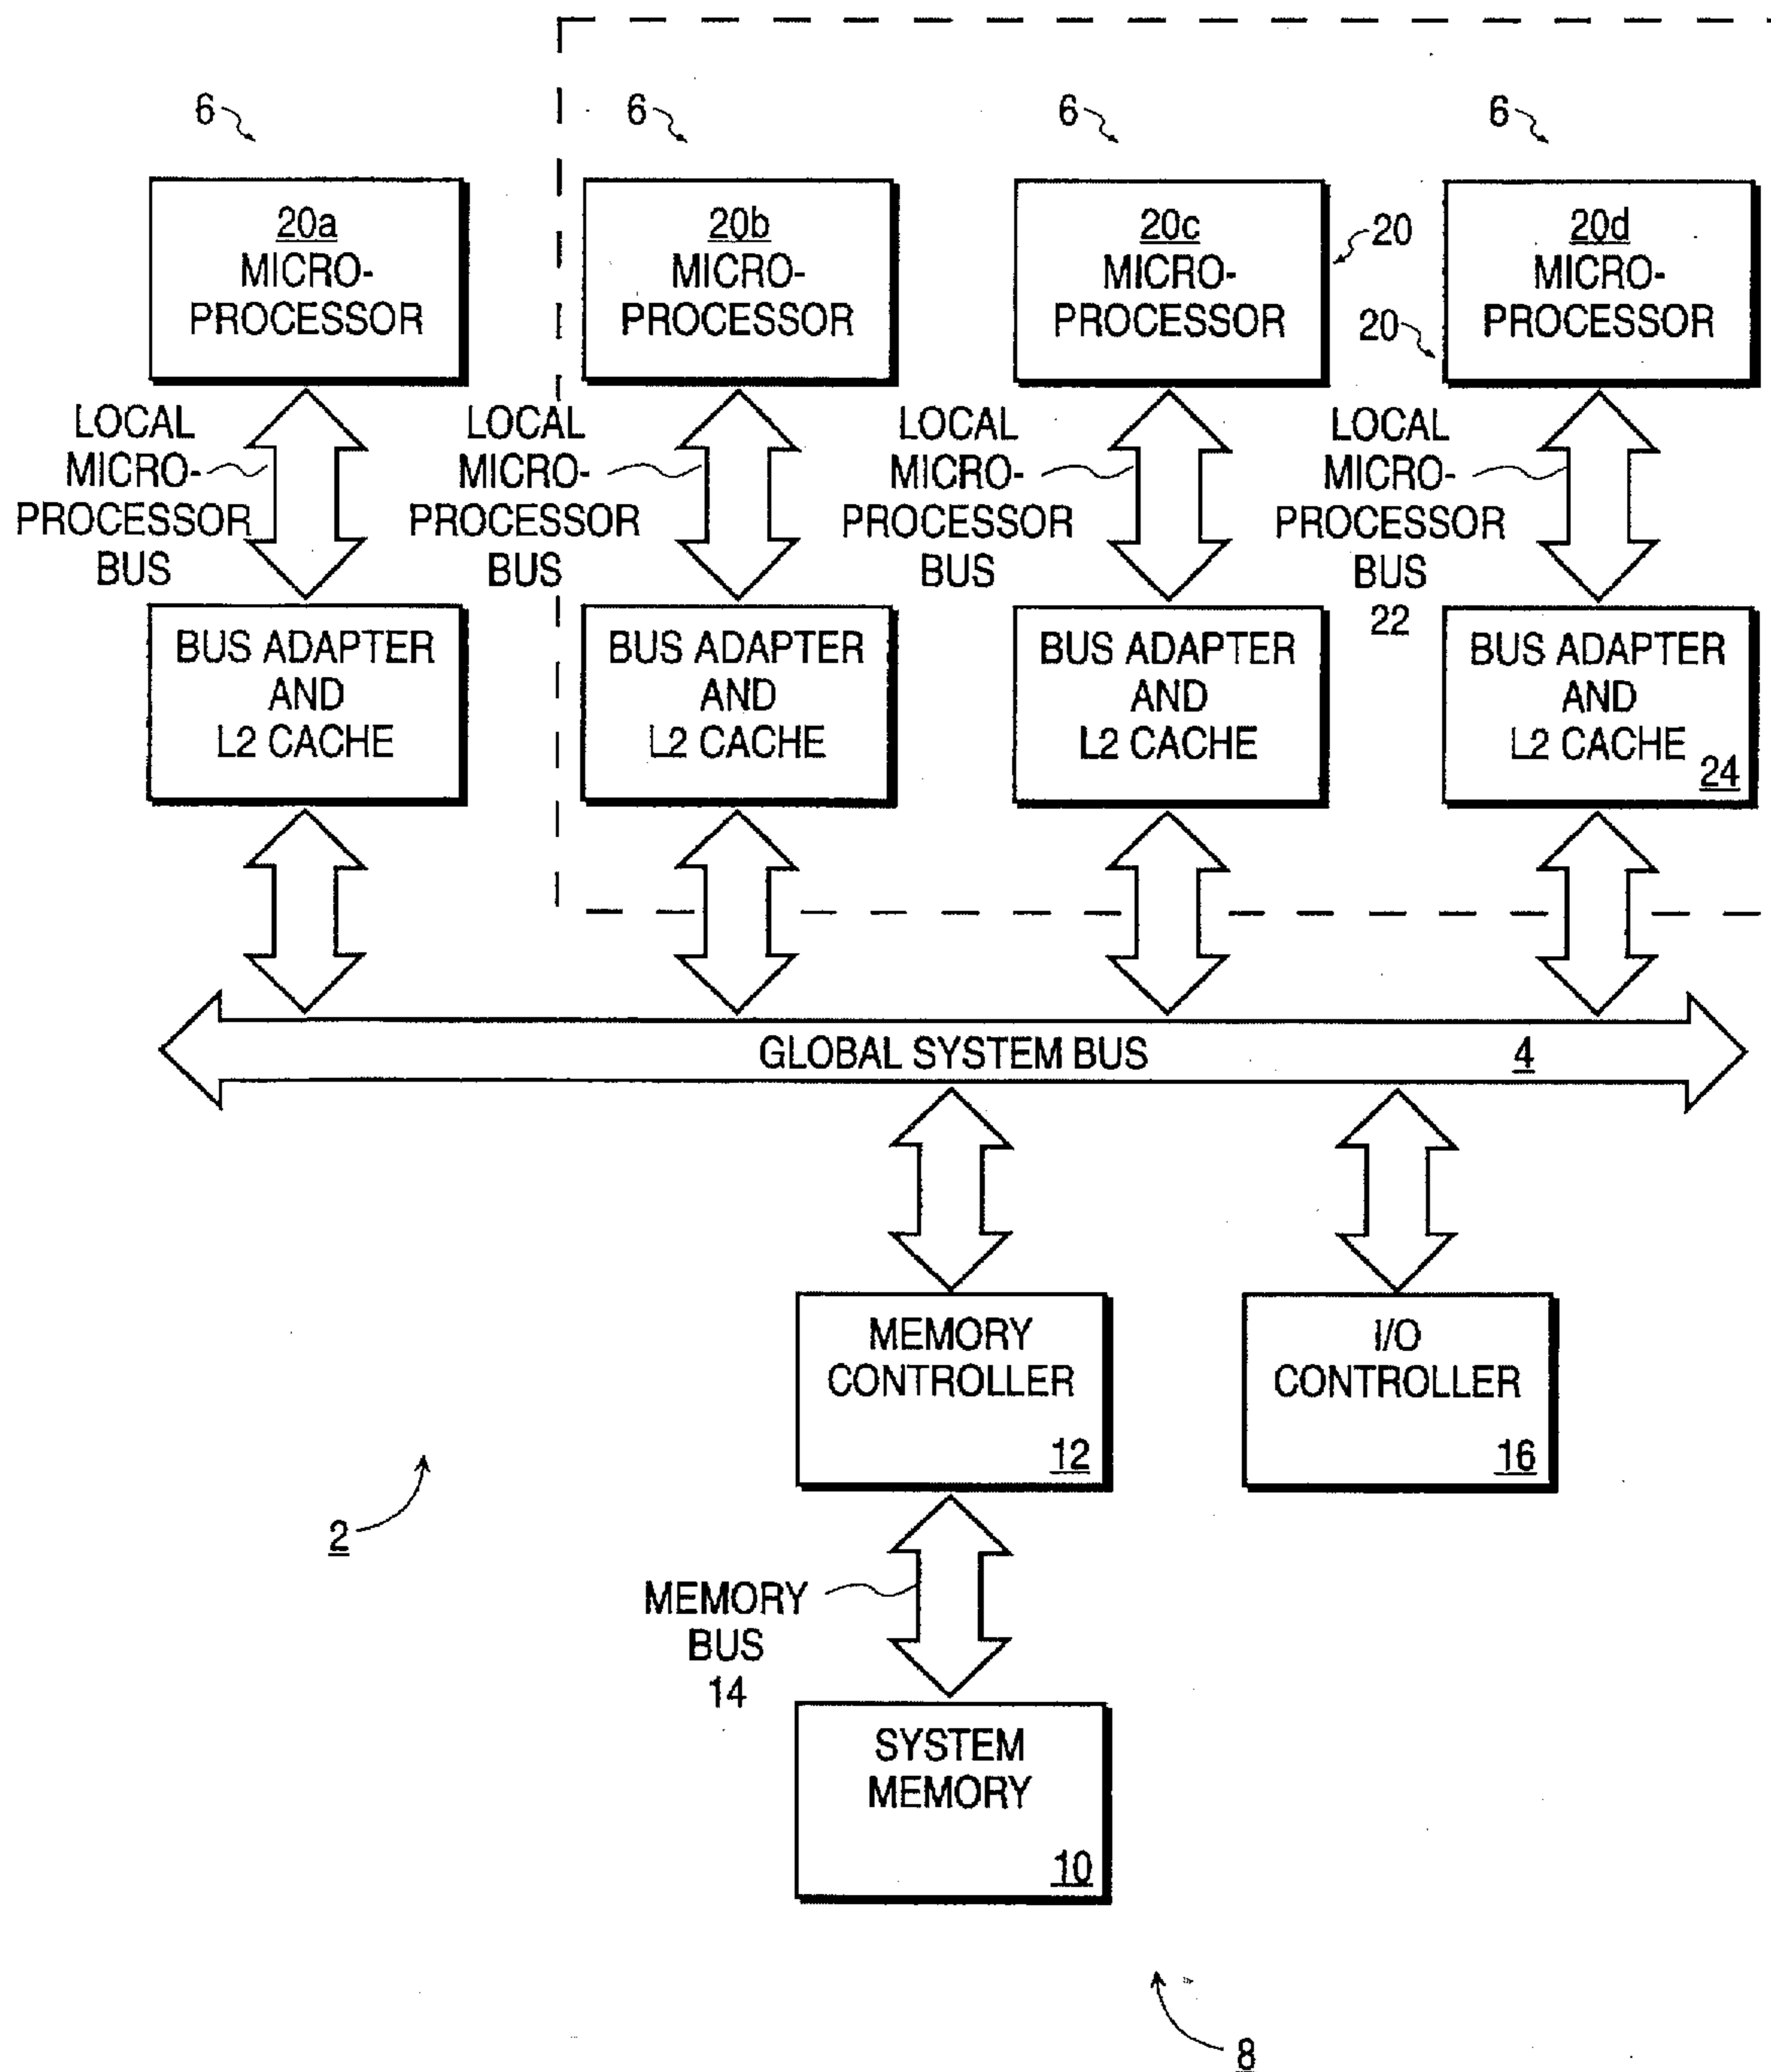 6
6
6
6
20a
MICRO-
PROCESSOR
20b
MICRO-
PROCESSOR
20c
MICRO-
PROCESSOR
20
20d
MICRO-
PROCESSOR
20
LOCAL
MICRO-
PROCESSOR
BUS
LOCAL
MICRO-
PROCESSOR
BUS
LOCAL
MICRO-
PROCESSOR
BUS
LOCAL
MICRO-
PROCESSOR
BUS
22
BUS ADAPTER
AND
L2 CACHE
BUS ADAPTER
AND
L2 CACHE
BUS ADAPTER
AND
L2 CACHE
BUS ADAPTER
AND
L2 CACHE
24
GLOBAL SYSTEM BUS
4
MEMORY
CONTROLLER
12
I/O
CONTROLLER
16
2
MEMORY
BUS
14
SYSTEM
MEMORY
10
8